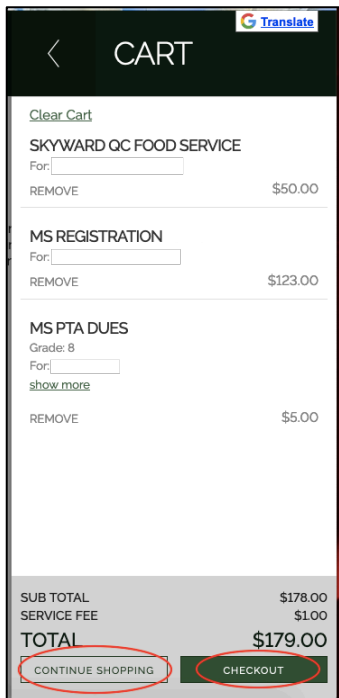 G Translate
CART
Clear Cart
SKYWARD QC FOOD SERVICE
For:
REMOVE $50.00
MS REGISTRATION
For:
REMOVE $123.00
MS PTA DUES
Grade: 8
For:
show more
REMOVE $5.00
SUB TOTAL $178.00
SERVICE FEE $1.00
TOTAL $179.00
CONTINUE SHOPPING CHECKOUT